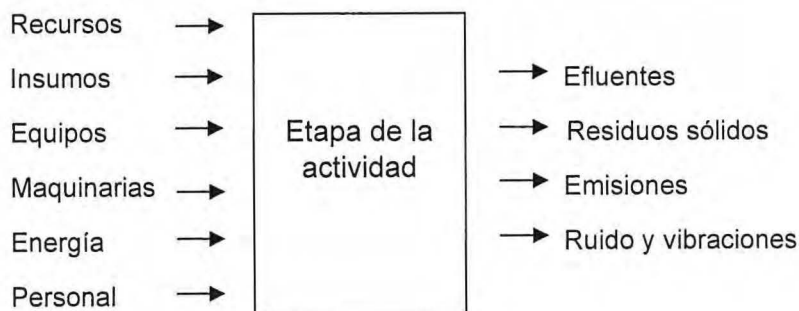 Recursos
Insumos
Equipos
Maquinarias
Energía
Personal
Etapa de la
actividad
Efluentes
Residuos sólidos
Emisiones
Ruido y vibraciones